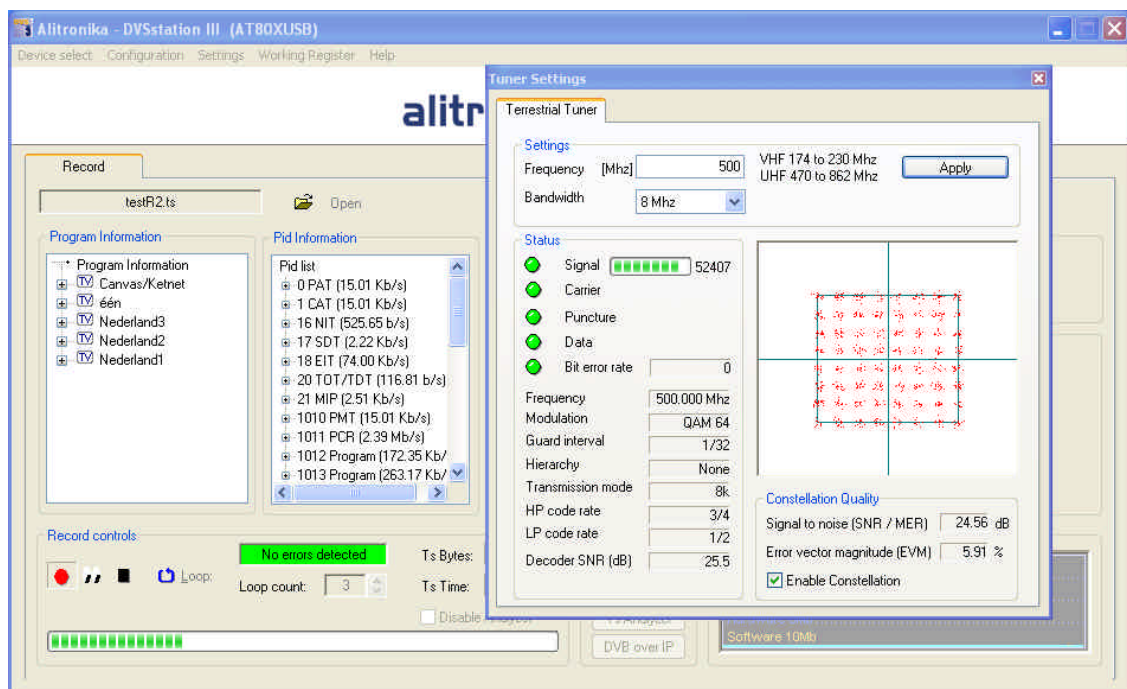 Alitronika - DVSstation III (AT80XUSB)
Device select Configuration Settings Working Register Help
alitr
Record
testR2.ts
Open
Program Information
Program Information
TV Canvas/Ketnet
TV één
TV Nederland3
TV Nederland2
TV Nederland1
Pid Information
Pid list
0 PAT (15.01 Kb/s)
1 CAT (15.01 Kb/s)
16 NIT (525.65 b/s)
17 SDT (2.22 Kb/s)
18 EIT (74.00 Kb/s)
20 TOT/TDT (116.81 b/s)
21 MIP (2.51 Kb/s)
1010 PMT (15.01 Kb/s)
1011 PCR (2.39 Mb/s)
1012 Program (172.35 Kb/
1013 Program (263.17 Kb/
Record controls
No errors detected
Loop:
Loop count: 3
Ts Bytes:
Ts Time:
Disable
DVB over IP
Software 10Mb
Tuner Settings
Terrestrial Tuner
Settings
Frequency [Mhz] 500
VHF 174 to 230 Mhz
UHF 470 to 862 Mhz
Apply
Bandwidth 8 Mhz
Status
Signal 52407
Carrier
Puncture
Data
Bit error rate 0
Frequency 500.000 Mhz
Modulation QAM 64
Guard interval 1/32
Hierarchy None
Transmission mode 8k
HP code rate 3/4
LP code rate 1/2
Decoder SNR (dB) 25.5
Constellation Quality
Signal to noise (SNR / MER) 24.56 dB
Error vector magnitude (EVM) 5.91 %
Enable Constellation